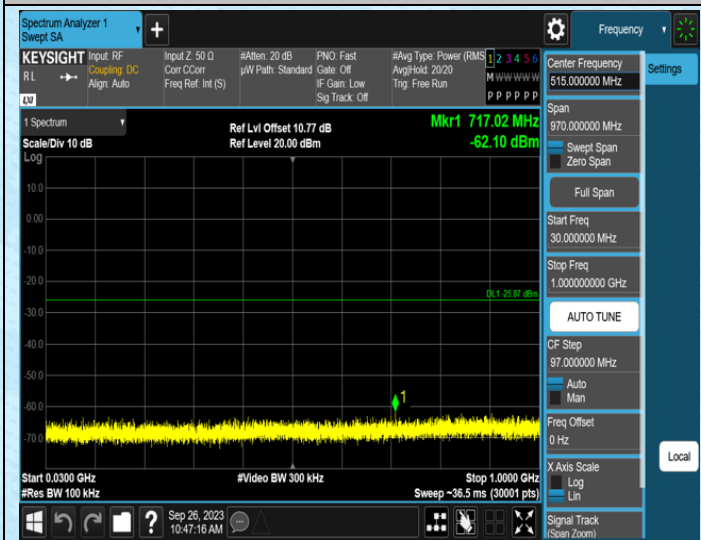 Spectrum Analyzer 1
Swept SA
+
Frequency
KEYSIGHT
RL
LXI
Input: RF
Coupling: DC
Align: Auto
Input Z: 50 Ω
Corr CCorr
Freq Ref: Int (S)
#Atten: 20 dB
µW Path: Standard
PNO: Fast
Gate: Off
IF Gain: Low
Sig Track: Off
#Avg Type: Power (RMS
Avg|Hold: 20/20
Trig: Free Run
1 2 3 4 5 6
M W W W W W
P P P P P P
1 Spectrum
Scale/Div 10 dB
Ref Lvl Offset 10.77 dB
Ref Level 20.00 dBm
Mkr1 717.02 MHz
-62.10 dBm
Log
10.0
0.00
-10.0
-20.0
-30.0
-40.0
-50.0
-60.0
-70.0
DL1 -25.97 dBm
1
Start 0.0300 GHz
#Res BW 100 kHz
#Video BW 300 kHz
Stop 1.0000 GHz
Sweep ~36.5 ms (30001 pts)
?
Sep 26, 2023
10:47:16 AM
Center Frequency
515.000000 MHz
Span
970.000000 MHz
Swept Span
Zero Span
Full Span
Start Freq
30.000000 MHz
Stop Freq
1.000000000 GHz
AUTO TUNE
CF Step
97.000000 MHz
Auto
Man
Freq Offset
0 Hz
X Axis Scale
Log
Lin
Signal Track
(Span Zoom)
Settings
Local